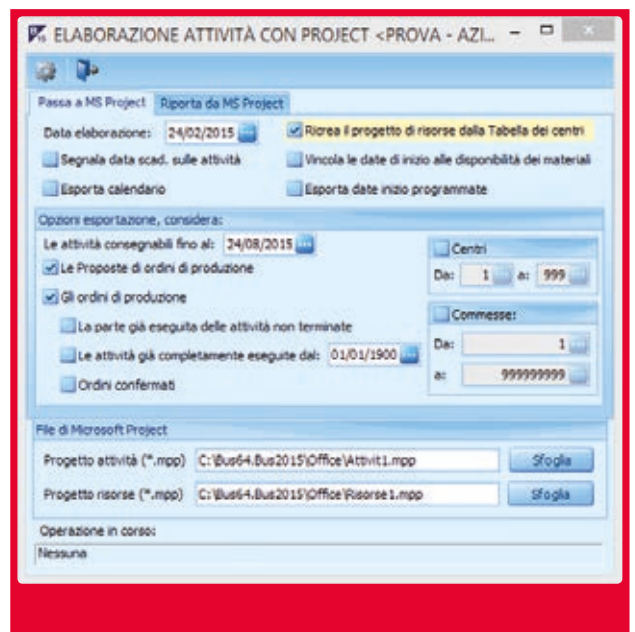 ELABORAZIONE ATTIVITÀ CON PROJECT <PROVA - AZI...
Passa a MS Project Riporta da MS Project
Data elaborazione: 24/02/2015 Ricrea il progetto di risorse dalla Tabella dei centri
Segnala data scad. sulle attività Vincola le date di inizio alle disponibilità dei materiali
Esporta calendario Esporta date inizio programmate
Opzioni esportazione, considera:
Le attività consegnabili fino al: 24/08/2015
Le Proposte di ordini di produzione
Gli ordini di produzione
La parte già eseguita delle attività non terminate
Le attività già completamente eseguite dal: 01/01/1900
Ordini confermati
Centri
Da: 1 a: 999
Commesse:
Da: 1
a: 999999999
File di Microsoft Project
Progetto attività (*.mpp) C:\Bus64.Bus2015\Office\Attivit1.mpp Sfoglia
Progetto risorse (*.mpp) C:\Bus64.Bus2015\Office\Risorse1.mpp Sfoglia
Operazione in corso:
Nessuna